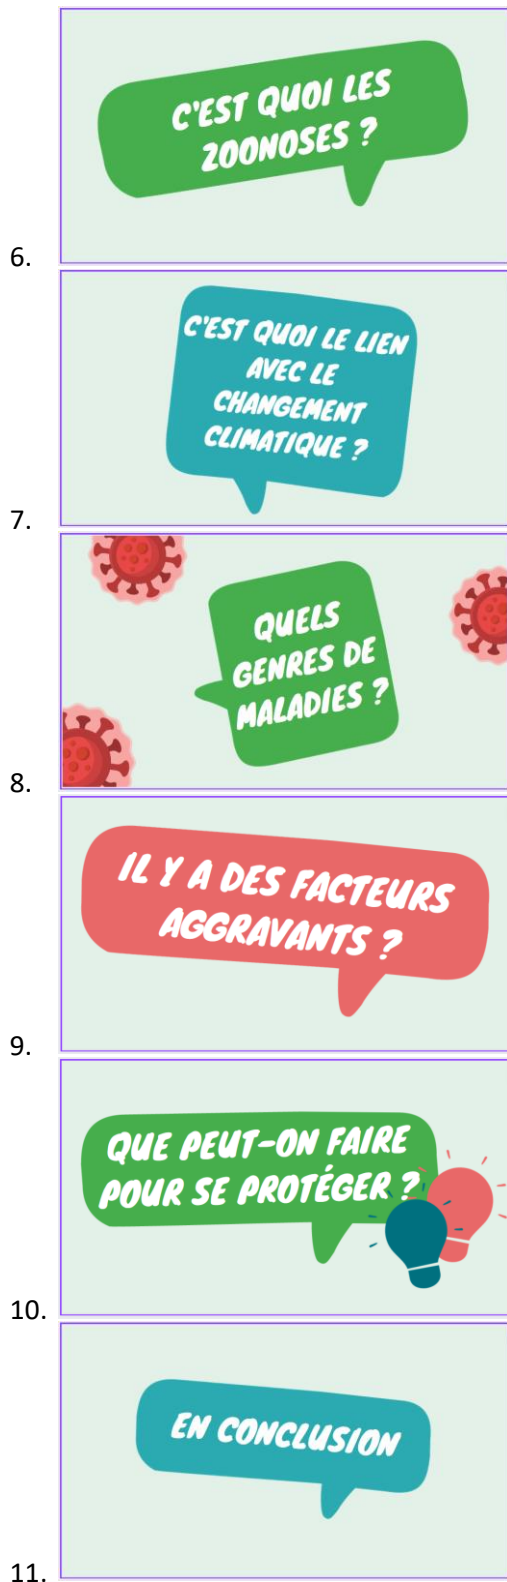 C'EST QUOI LES
ZOONOSES ?
6.
C'EST QUOI LE LIEN
AVEC LE
CHANGEMENT
CLIMATIQUE ?
7.
QUELS
GENRES DE
MALADIES ?
8.
IL Y A DES FACTEURS
AGGRAVANTS ?
9.
QUE PEUT-ON FAIRE
POUR SE PROTÉGER ?
10.
EN CONCLUSION
11.